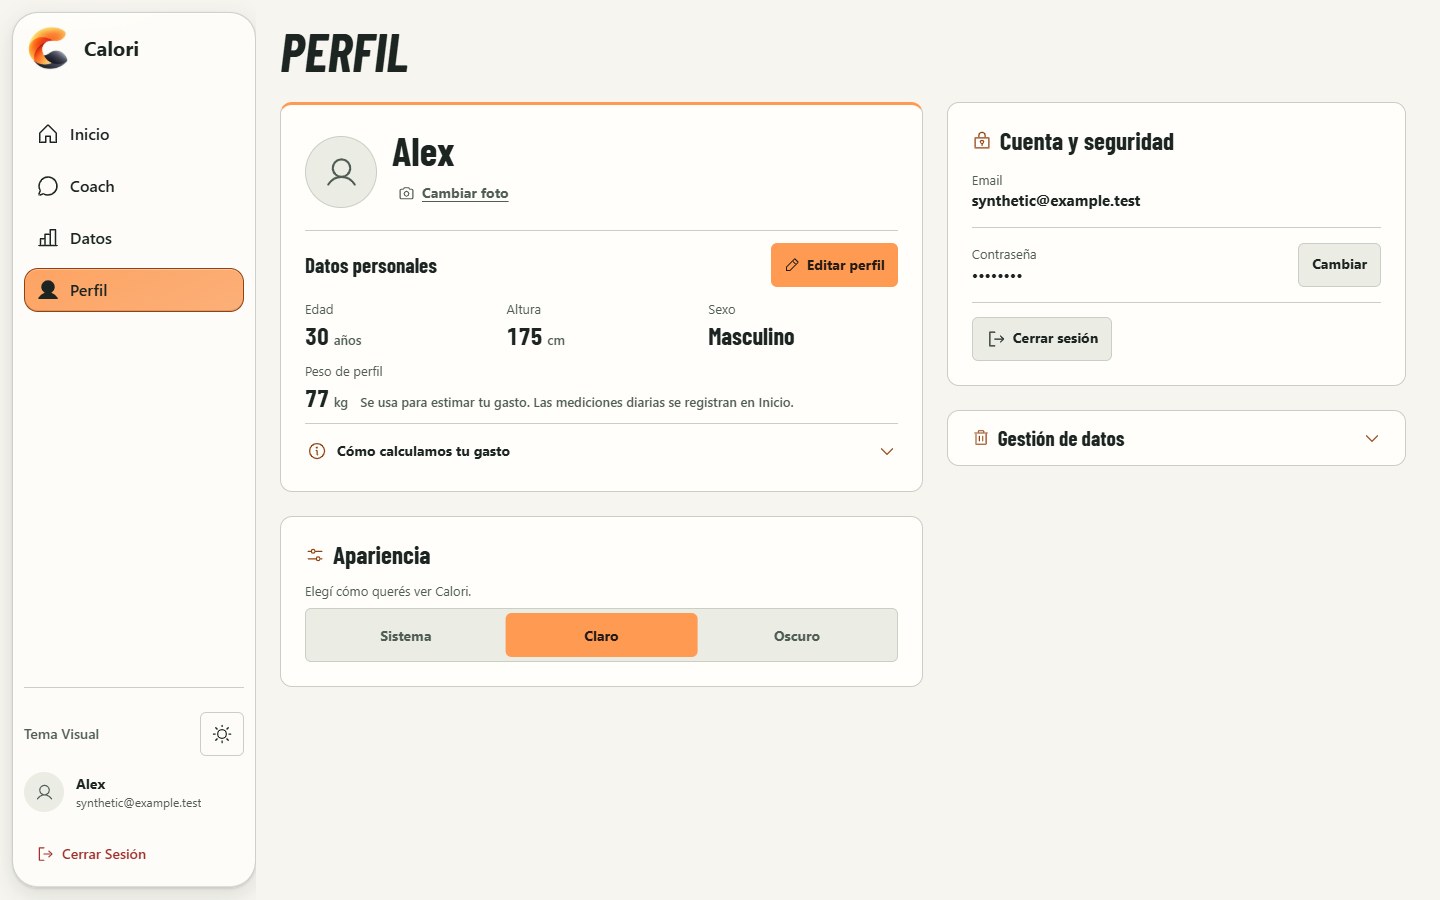 Calori
Inicio
Coach
Datos
Perfil
Tema Visual
Alex
synthetic@example.test
Cerrar Sesión
PERFIL
Alex
Cambiar foto
Datos personales
Editar perfil
Edad
30 años
Altura
175 cm
Sexo
Masculino
Peso de perfil
77 kg Se usa para estimar tu gasto. Las mediciones diarias se registran en Inicio.
Cómo calculamos tu gasto
Apariencia
Elegí cómo querés ver Calori.
Sistema
Claro
Oscuro
Cuenta y seguridad
Email
synthetic@example.test
Contraseña
••••••••
Cambiar
Cerrar sesión
Gestión de datos